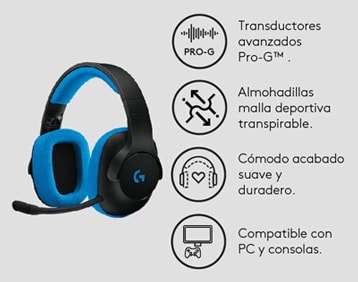 Transductores
avanzados
Pro-G™ .
PRO-G
Almohadillas
malla deportiva
transpirable.
Cómodo acabado
suave y
duradero.
Compatible con
PC y consolas.